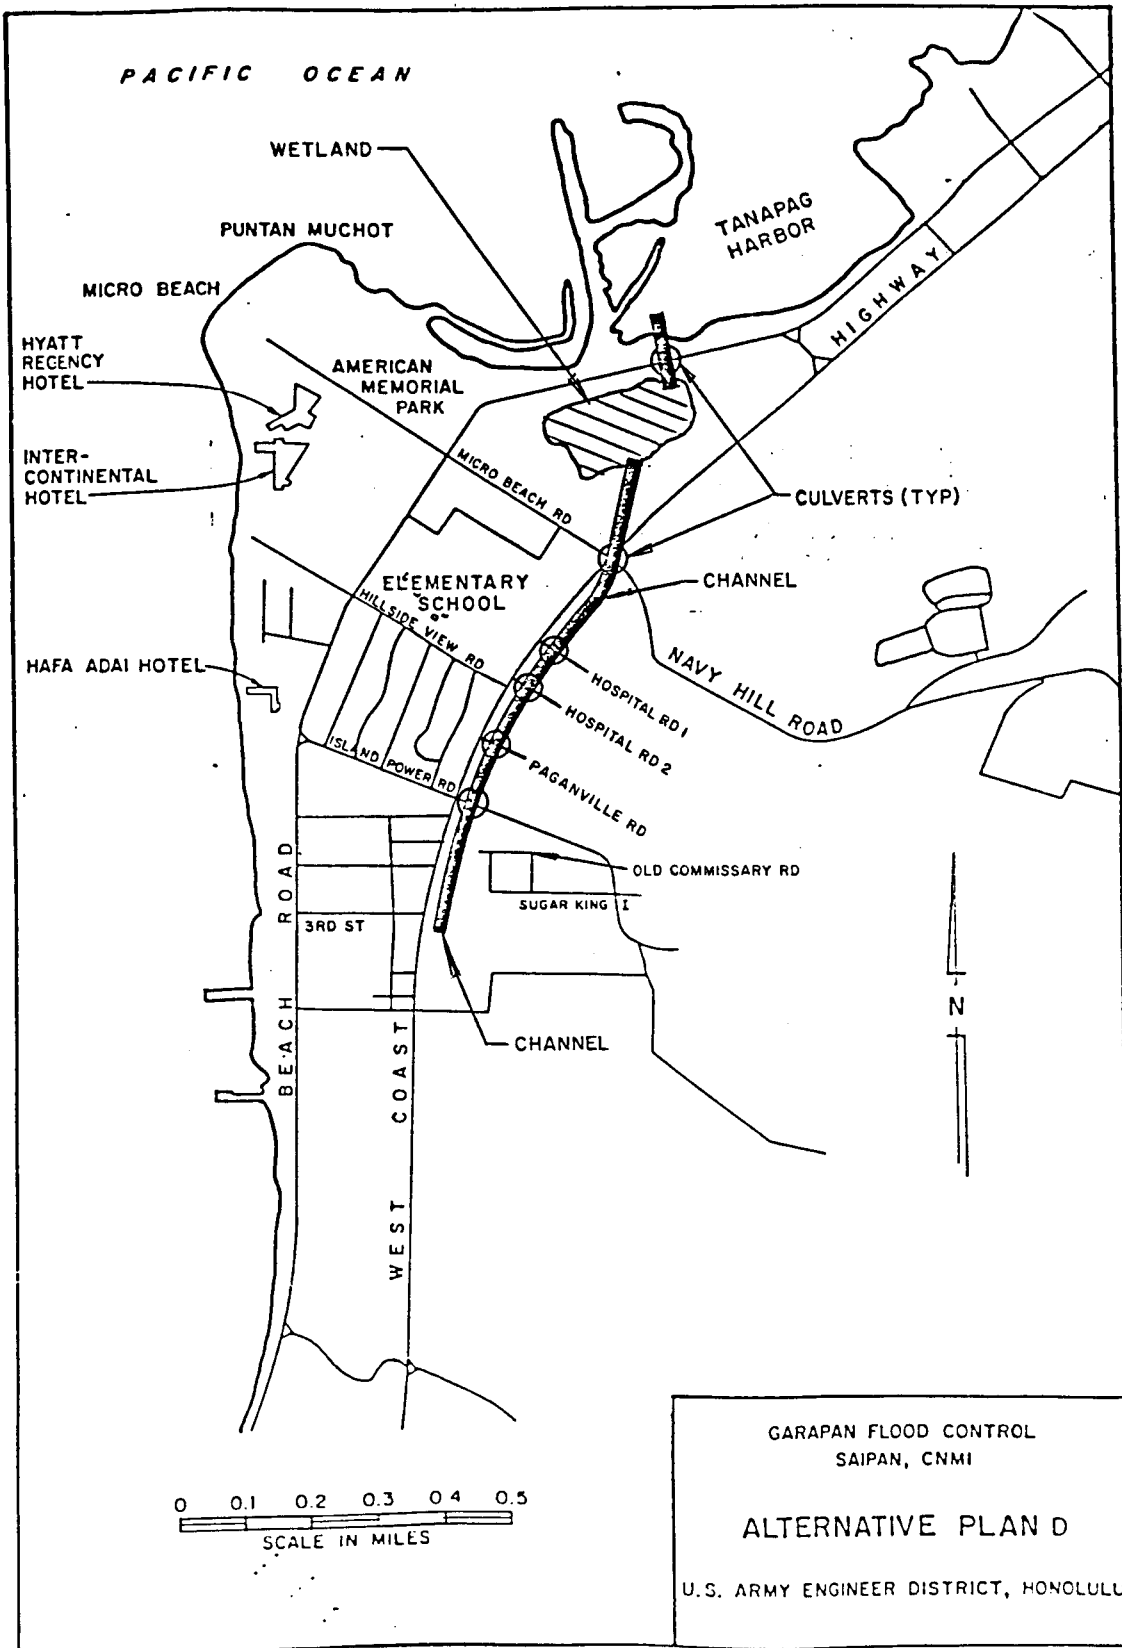 PACIFIC OCEAN
WETLAND
TANAPAG
HARBOR
PUNTAN MUCHOT
MICRO BEACH
HIGHWAY
HYATT
REGENCY
HOTEL
AMERICAN
MEMORIAL
PARK
INTER-
CONTINENTAL
HOTEL
MICRO BEACH RD
CULVERTS (TYP)
CHANNEL
ELEMENTARY
SCHOOL
HILLSIDE VIEW RD
HAFA ADAI HOTEL
NAVY HILL ROAD
HOSPITAL RD 1
HOSPITAL RD 2
PAGANVILLE RD
ISLAND POWER RD
OLD COMMISSARY RD
SUGAR KING I
3RD ST
BEACH ROAD
N
CHANNEL
WEST COAST
0 0.1 0.2 0.3 0.4 0.5
SCALE IN MILES
GARAPAN FLOOD CONTROL
SAIPAN, CNMI
ALTERNATIVE PLAN D
U.S. ARMY ENGINEER DISTRICT, HONOLULU